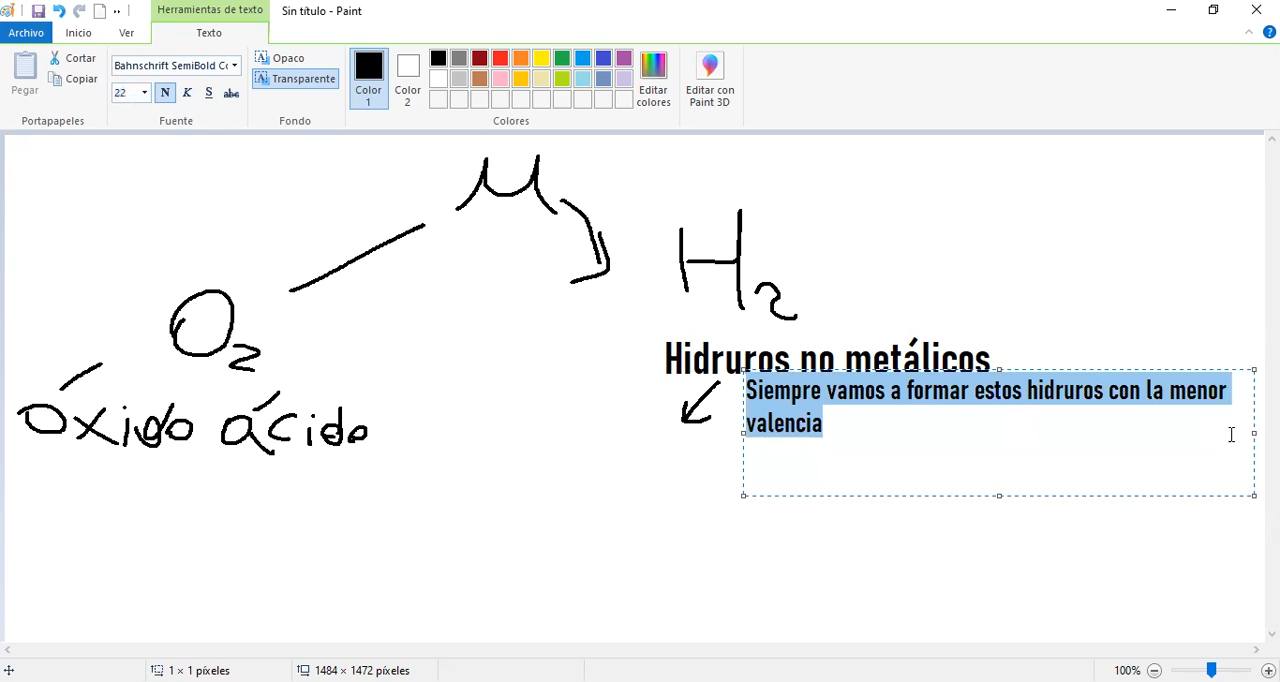 Herramientas de texto
Sin título - Paint
Archivo
Inicio
Ver
Texto
Pegar
Cortar
Copiar
Portapapeles
Bahnschrift SemiBold C
22
N K S abc
Fuente
Opaco
Transparente
Fondo
Color 1
Color 2
Colores
Editar colores
Editar con Paint 3D
H2
O2
Hidruros no metálicos
Siempre vamos a formar estos hidruros con la menor
valencia
Óxido ácido
1 × 1 píxeles
1484 × 1472 píxeles
100%